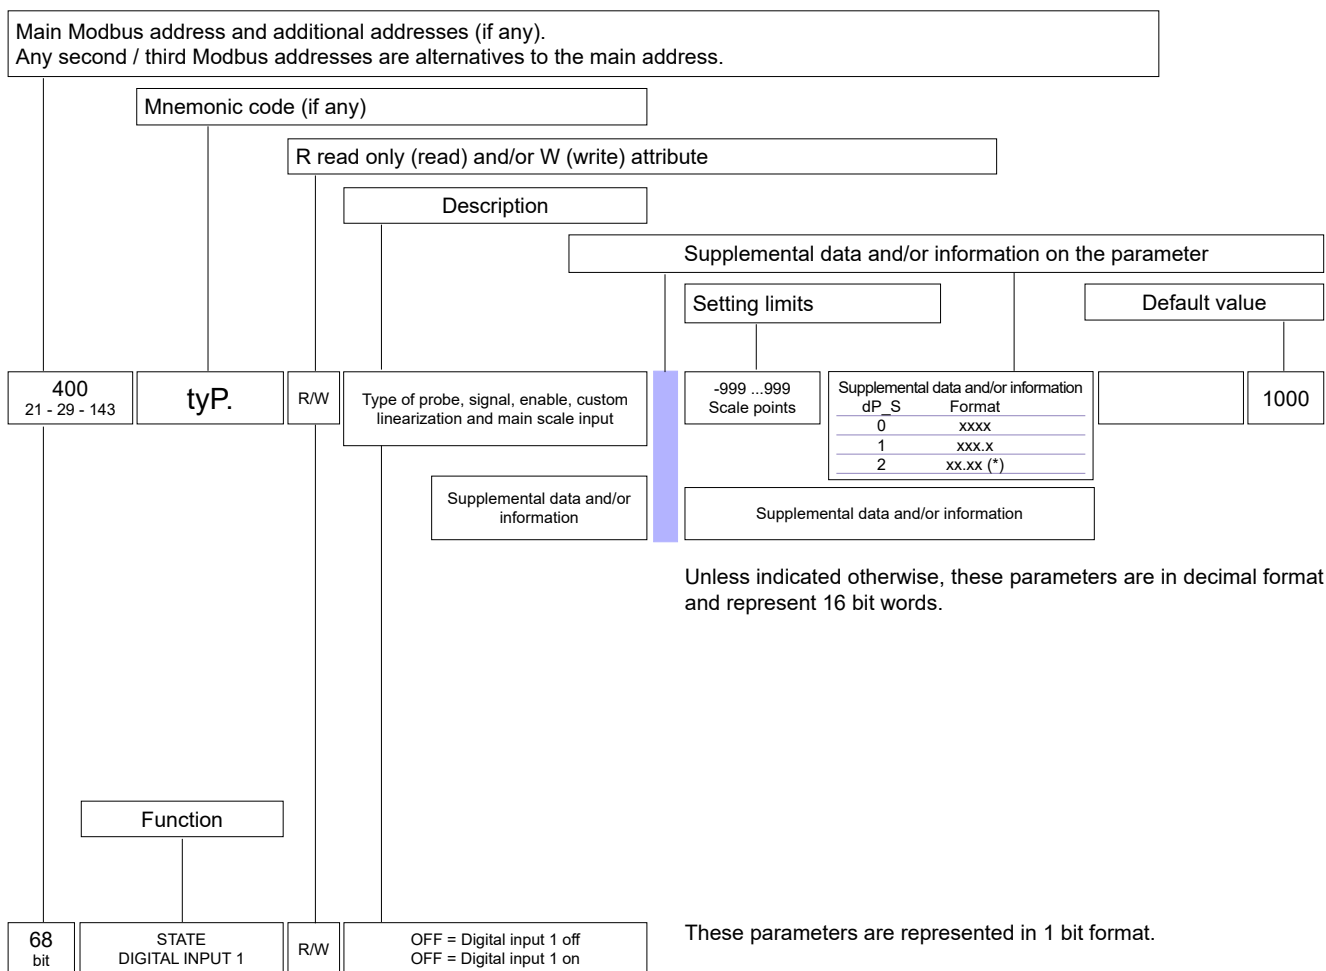 Main Modbus address and additional addresses (if any).
Any second / third Modbus addresses are alternatives to the main address.
Mnemonic code (if any)
R read only (read) and/or W (write) attribute
Description
Supplemental data and/or information on the parameter
Setting limits
Default value
400
21 - 29 - 143
tyP.
R/W
Type of probe, signal, enable, custom
linearization and main scale input
-999 ...999
Scale points
Supplemental data and/or information
dP_S Format
0 xxxx
1 xxx.x
2 xx.xx (*)
1000
Supplemental data and/or
information
Supplemental data and/or information
Unless indicated otherwise, these parameters are in decimal format
and represent 16 bit words.
Function
68
bit
STATE
DIGITAL INPUT 1
R/W
OFF = Digital input 1 off
OFF = Digital input 1 on
These parameters are represented in 1 bit format.